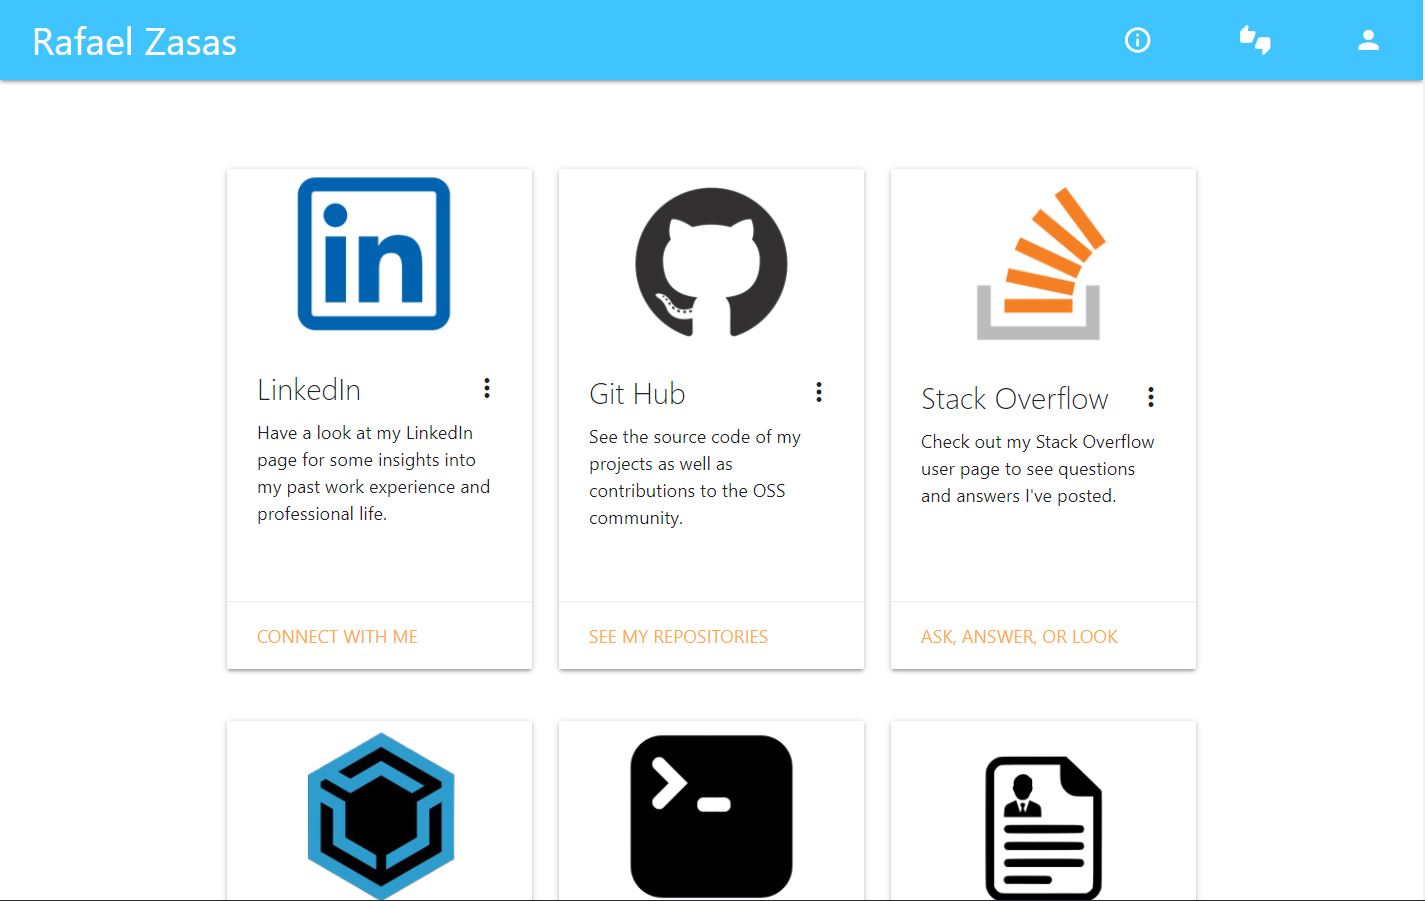 Rafael Zasas
in
LinkedIn
Have a look at my LinkedIn
page for some insights into
my past work experience and
professional life.
CONNECT WITH ME
Git Hub
See the source code of my
projects as well as
contributions to the OSS
community.
SEE MY REPOSITORIES
Stack Overflow
Check out my Stack Overflow
user page to see questions
and answers I've posted.
ASK, ANSWER, OR LOOK